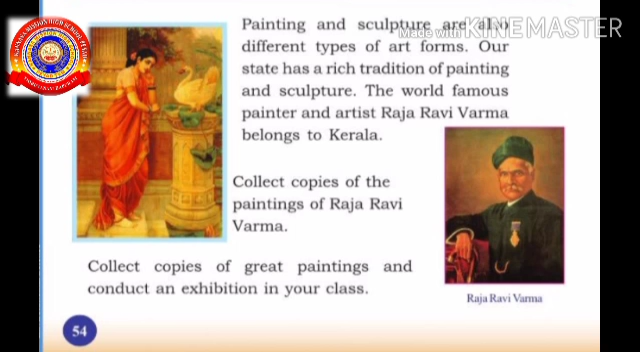 Painting and sculpture are also
different types of art forms. Our
state has a rich tradition of painting
and sculpture. The world famous
painter and artist Raja Ravi Varma
belongs to Kerala.
Collect copies of the
paintings of Raja Ravi
Varma.
Collect copies of great paintings and
conduct an exhibition in your class.
Raja Ravi Varma
54
Made with KINEMASTER